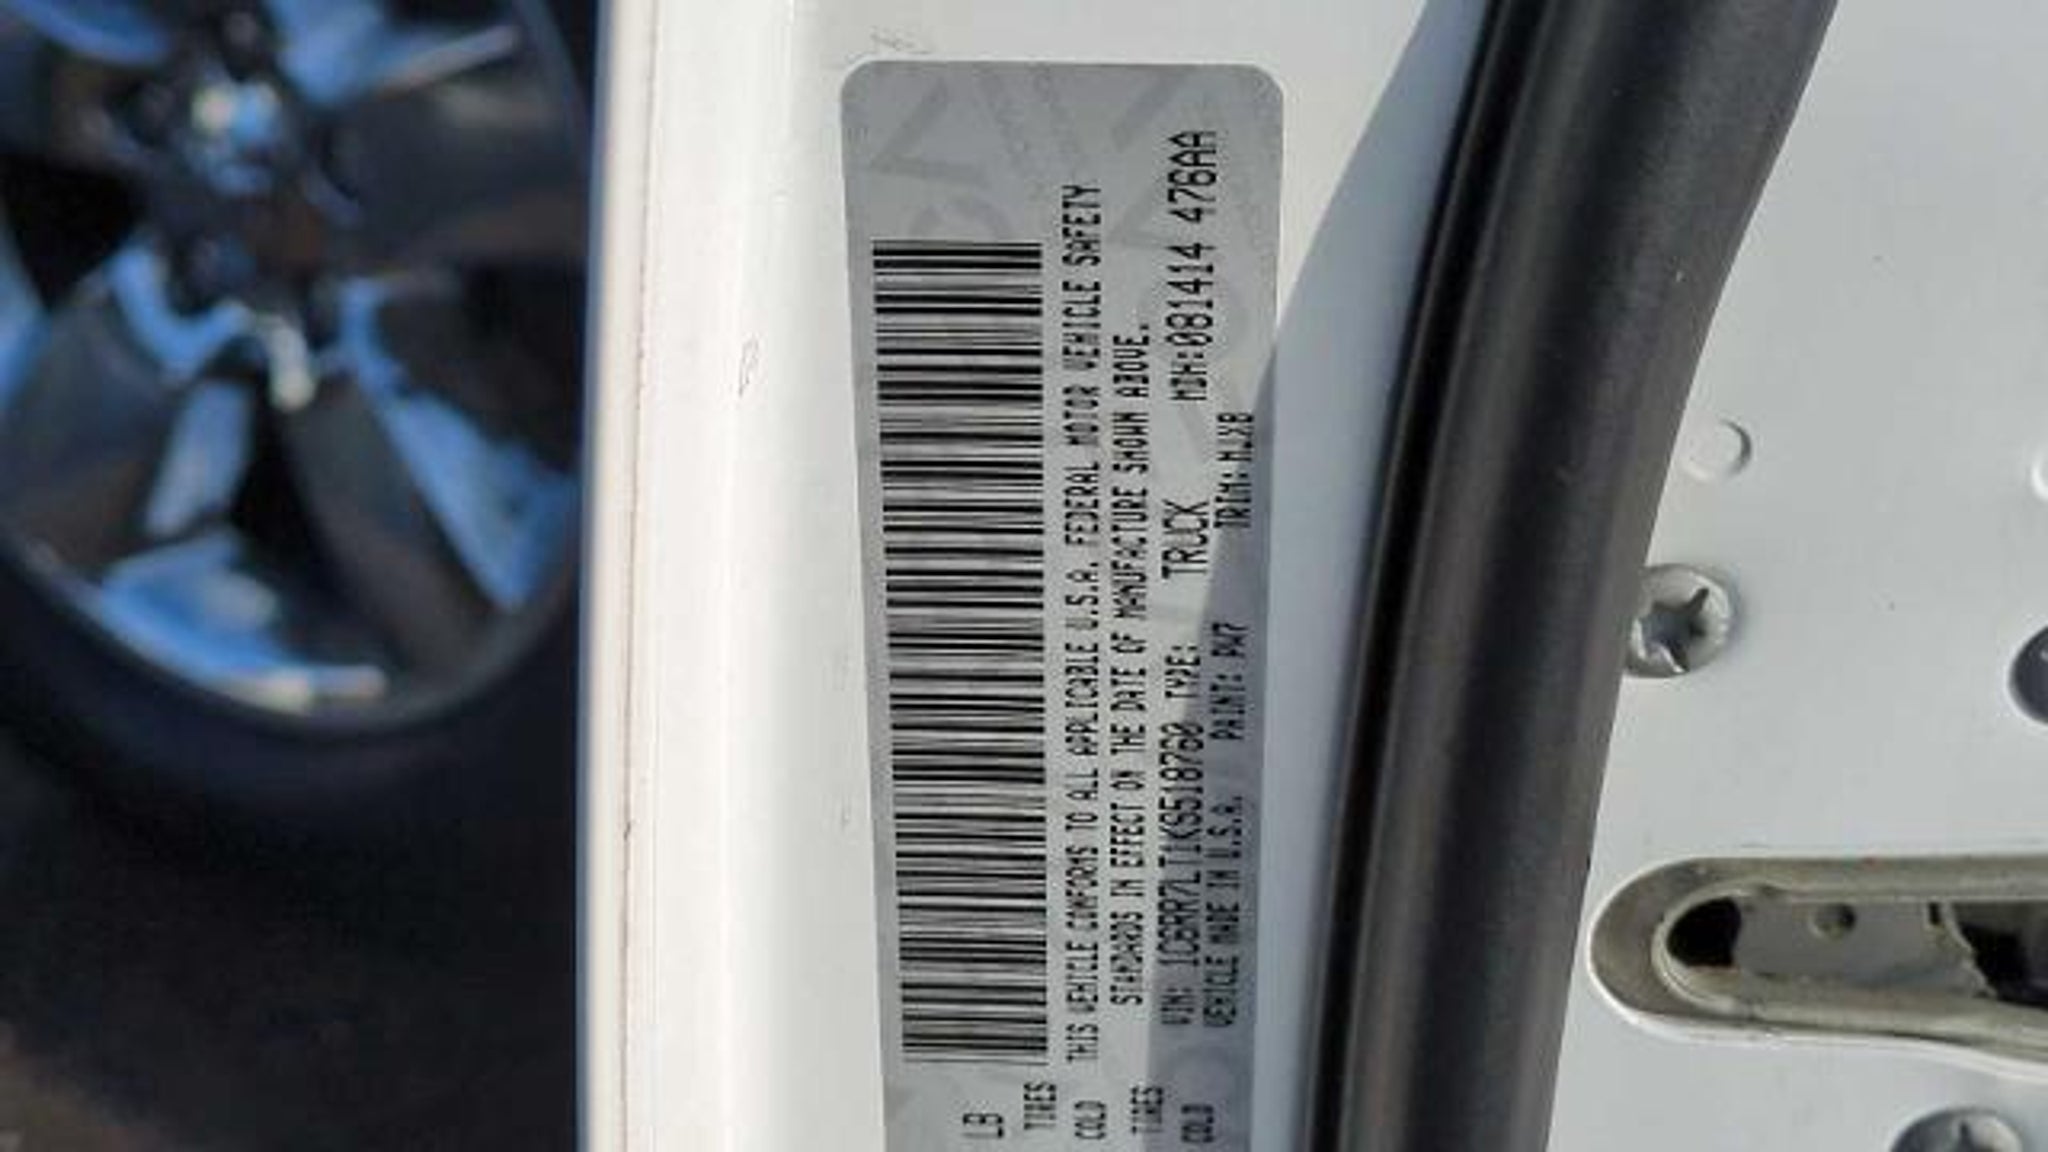 THIS VEHICLE CONFORMS TO ALL APPLICABLE U.S.A. FEDERAL MOTOR VEHICLE SAFETY
STANDARDS IN EFFECT ON THE DATE OF MANUFACTURE SHOWN ABOVE.
VIN: 1C6RR7LT1KS518760 TYPE: TRUCK MDH:081414 476AA
VEHICLE MADE IN U.S.A. PAINT: PW7 TRIM: MJX8
LB
TIRES
COLD
TIRES
COLD